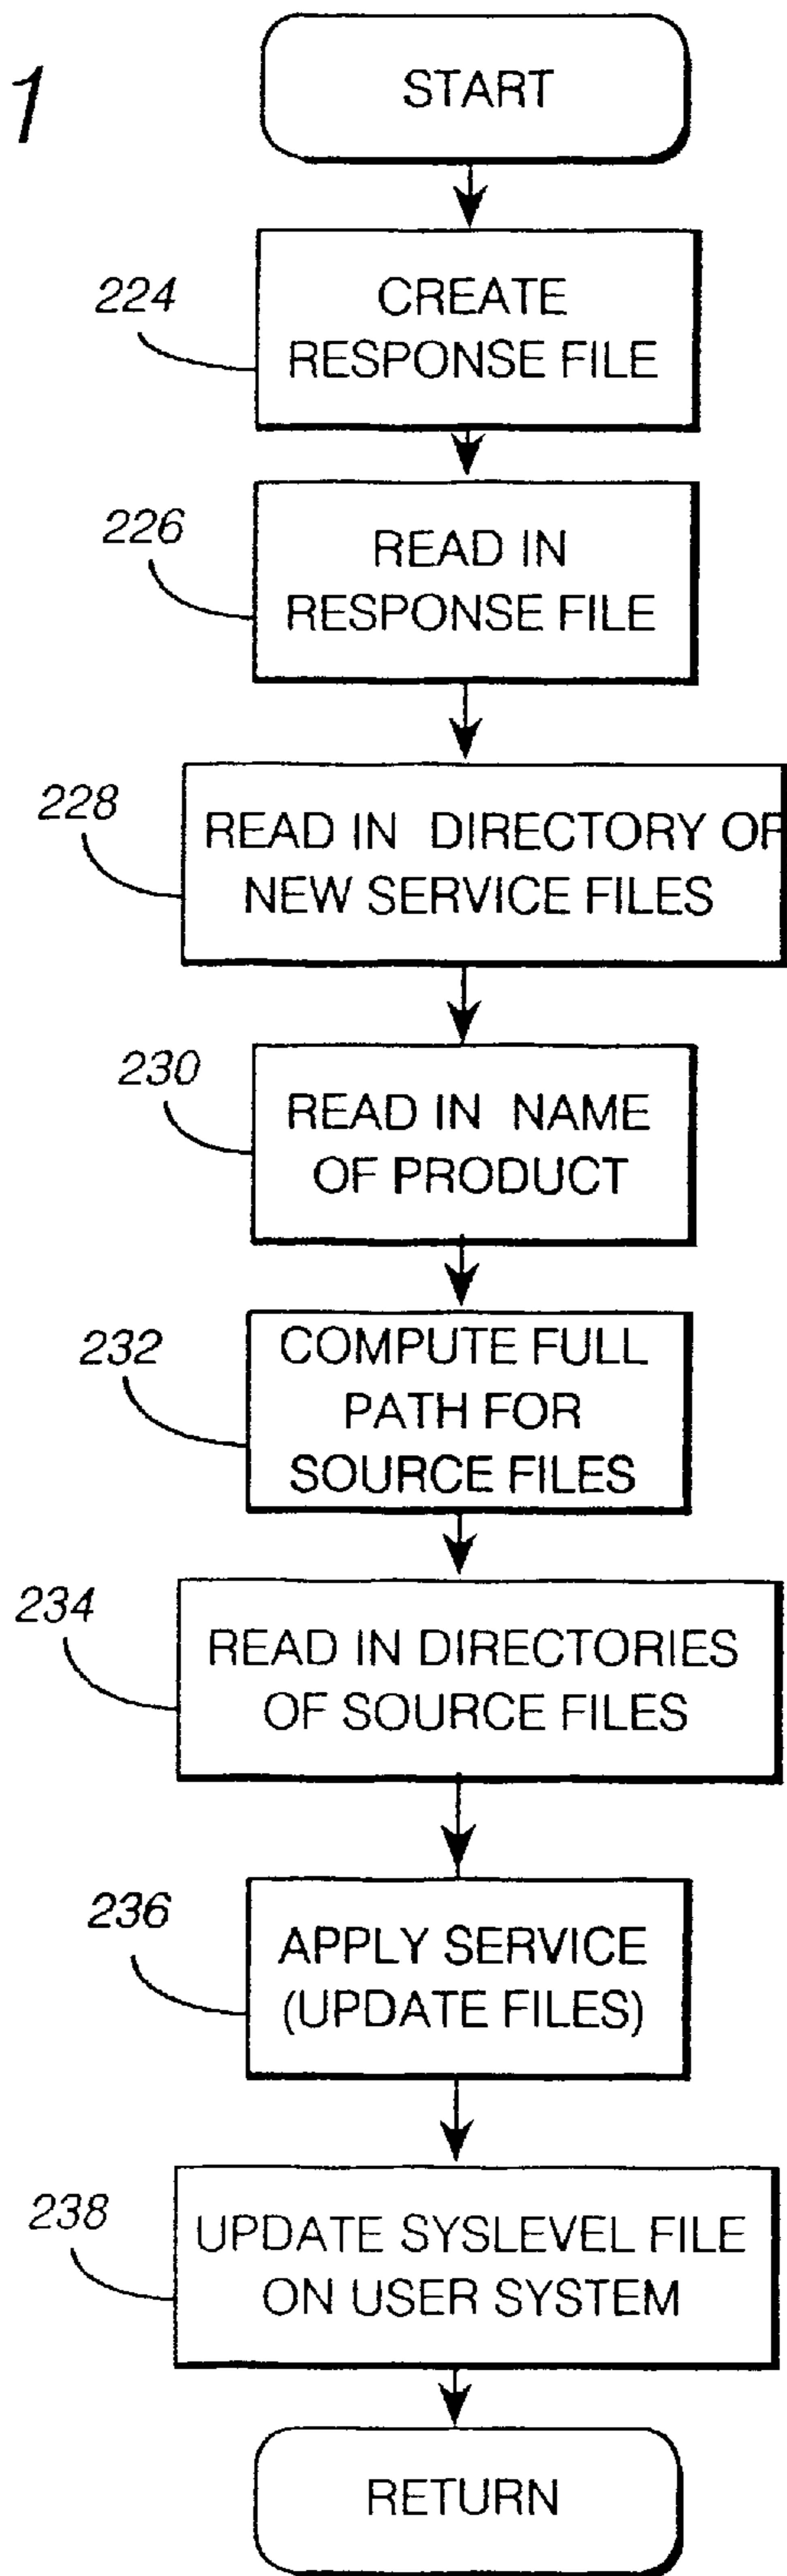 1
START
224
CREATE
RESPONSE FILE
226
READ IN
RESPONSE FILE
228
READ IN DIRECTORY OF
NEW SERVICE FILES
230
READ IN NAME
OF PRODUCT
232
COMPUTE FULL
PATH FOR
SOURCE FILES
234
READ IN DIRECTORIES
OF SOURCE FILES
236
APPLY SERVICE
(UPDATE FILES)
238
UPDATE SYSLEVEL FILE
ON USER SYSTEM
RETURN